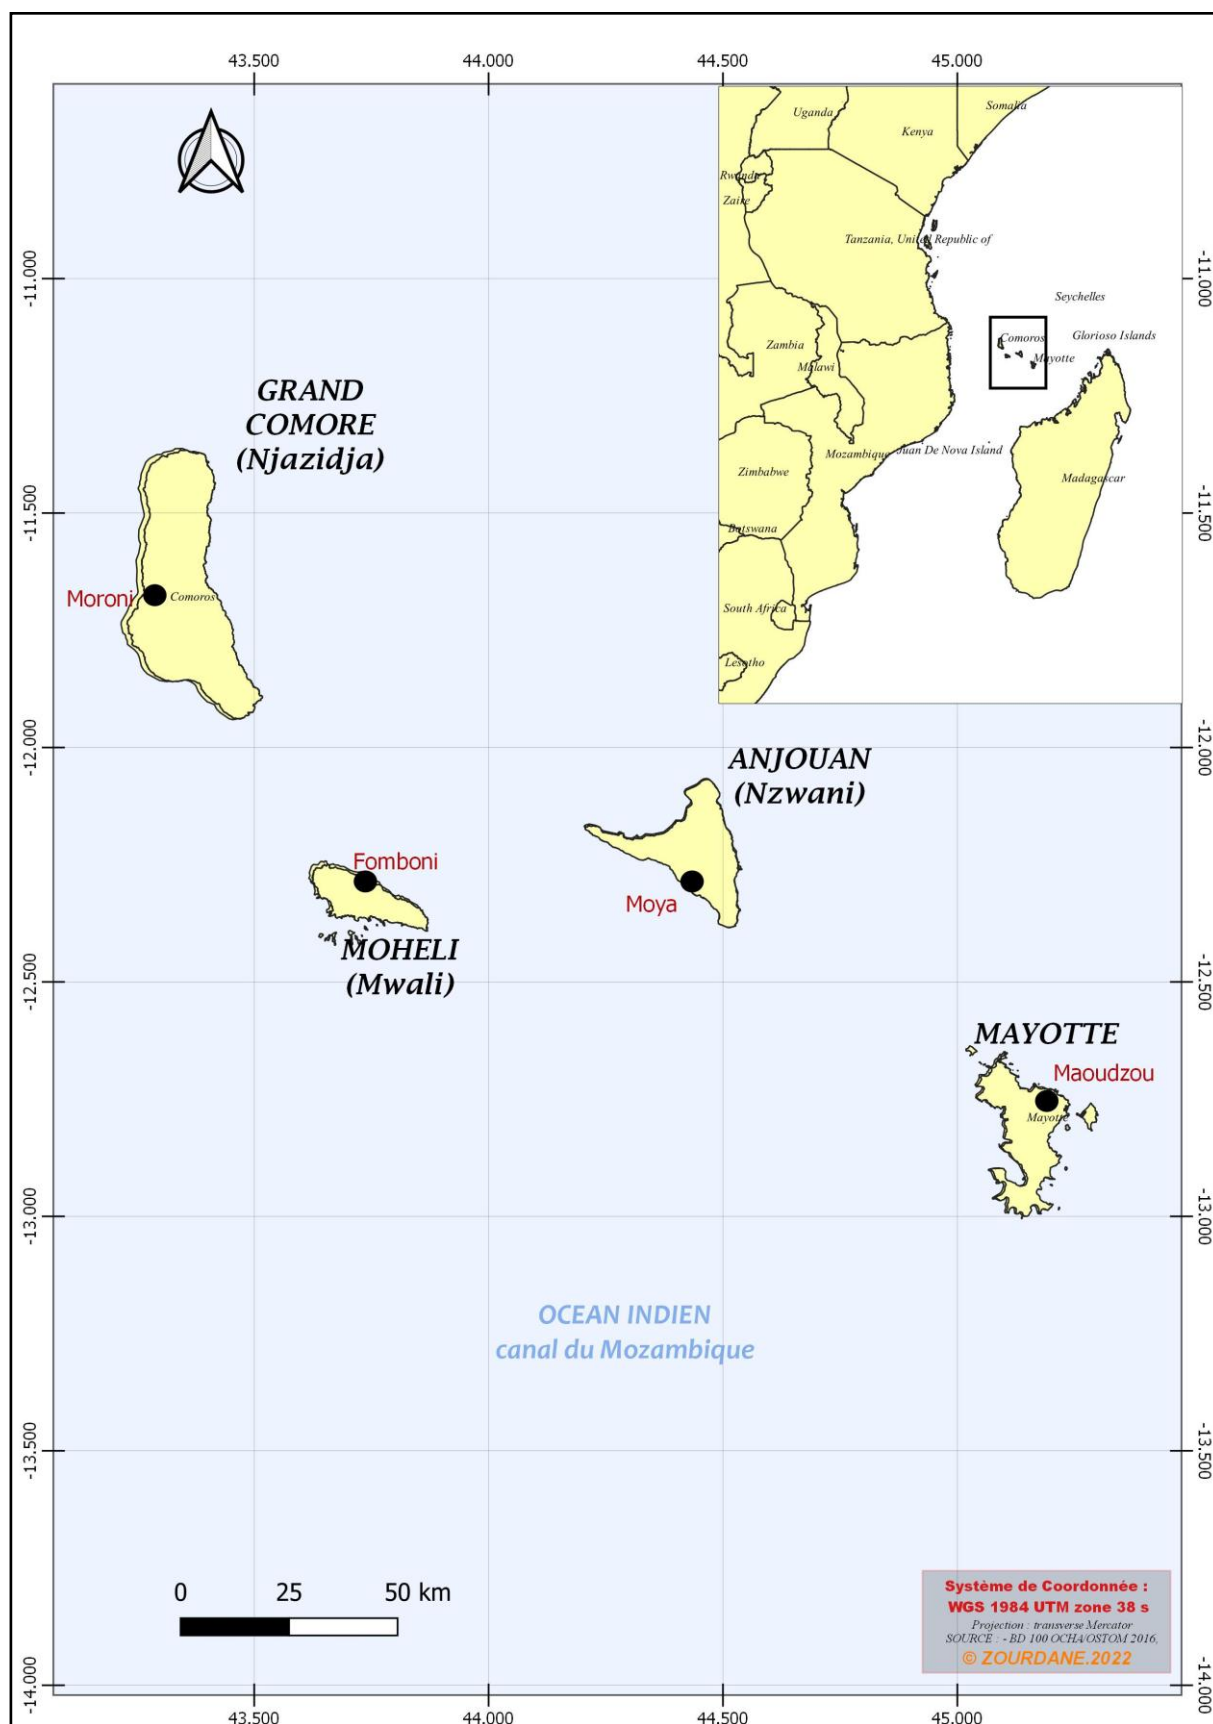 43.500 44.000 44.500 45.000
Somalia
Uganda
Kenya
Rwanda
Zaire
Tanzania, United Republic of
-11.000
-11.000
Seychelles
Comoros
Glorioso Islands
Zambia
Mayotte
Malawi
GRAND
COMORE
(Njazidja)
Juan De Nova Island
Mozambique
Zimbabwe
Madagascar
-11.500
-11.500
Botswana
Moroni
Comoros
South Africa
Lesotho
-12.000
-12.000
ANJOUAN
(Nzwani)
Fomboni
Moya
MOHELI
(Mwali)
-12.500
-12.500
MAYOTTE
Maoudzou
Mayotte
-13.000
-13.000
OCEAN INDIEN
canal du Mozambique
-13.500
-13.500
0 25 50 km
Système de Coordonnée :
WGS 1984 UTM zone 38 s
Projection : transverse Mercator
SOURCE : - BD 100 OCHA/OSTOM 2016,
© ZOURDANE.2022
-14.000
-14.000
43.500 44.000 44.500 45.000